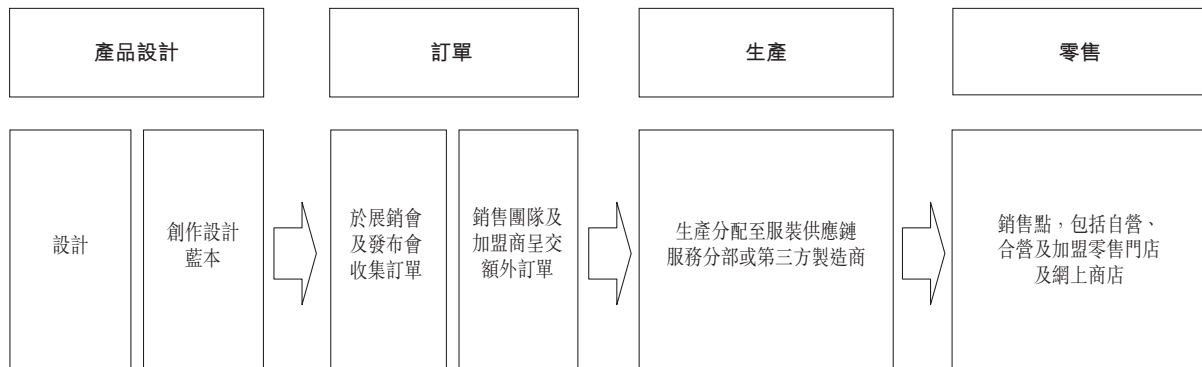 產品設計
訂單
生產
零售
設計
創作設計
藍本
於展銷會
及發布會
收集訂單
銷售團隊及
加盟商呈交
額外訂單
生產分配至服裝供應鏈
服務分部或第三方製造商
銷售點，包括自營、
合營及加盟零售門店
及網上商店